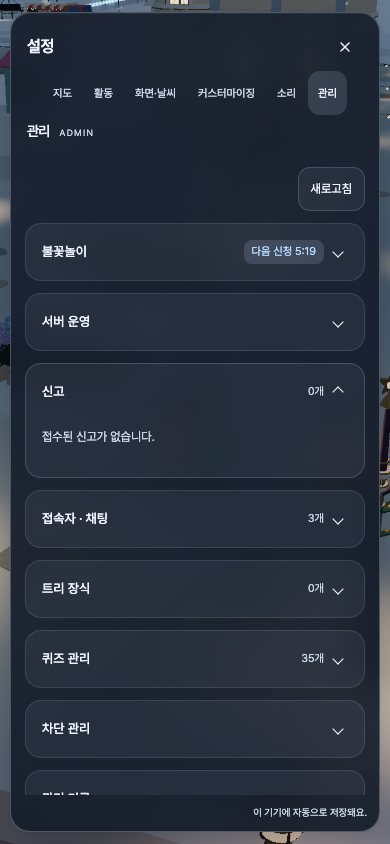 설정
지도 활동 화면·날씨 커스터마이징 소리 관리
관리 ADMIN
새로고침
불꽃놀이 다음 신청 5:19
서버 운영
신고 0개
접수된 신고가 없습니다.
접속자 · 채팅 3개
트리 장식 0개
퀴즈 관리 35개
차단 관리
이 기기에 자동으로 저장돼요.